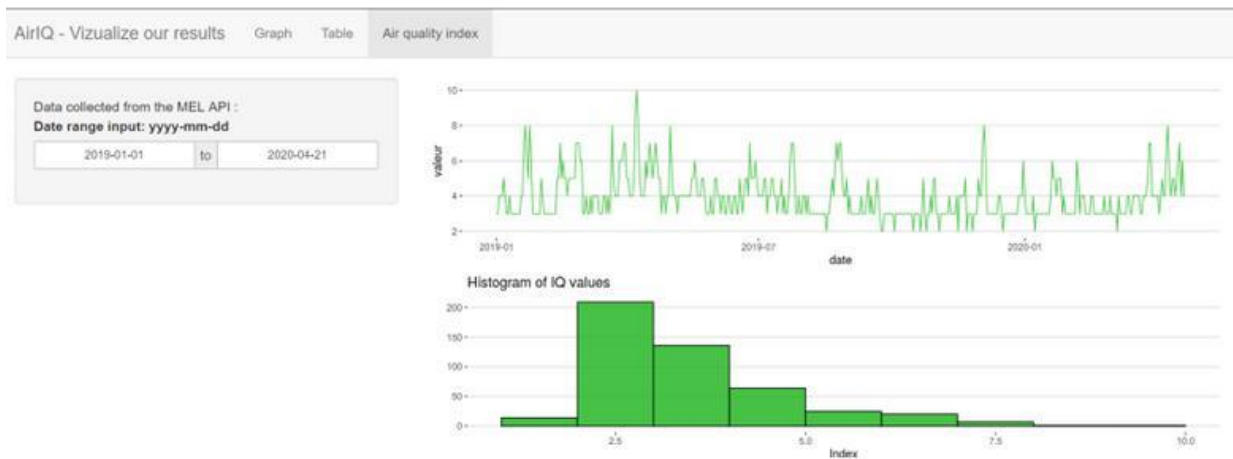 AirIQ - Vizualize our results Graph Table Air quality index
Data collected from the MEL API :
Date range input: yyyy-mm-dd
2019-01-01 to 2020-04-21
10
8
6
4
2
valeur
2019-01 2019-07 2020-01
date
Histogram of IQ values
200
150
100
50
0
2.5 5.0 7.5 10.0
Index